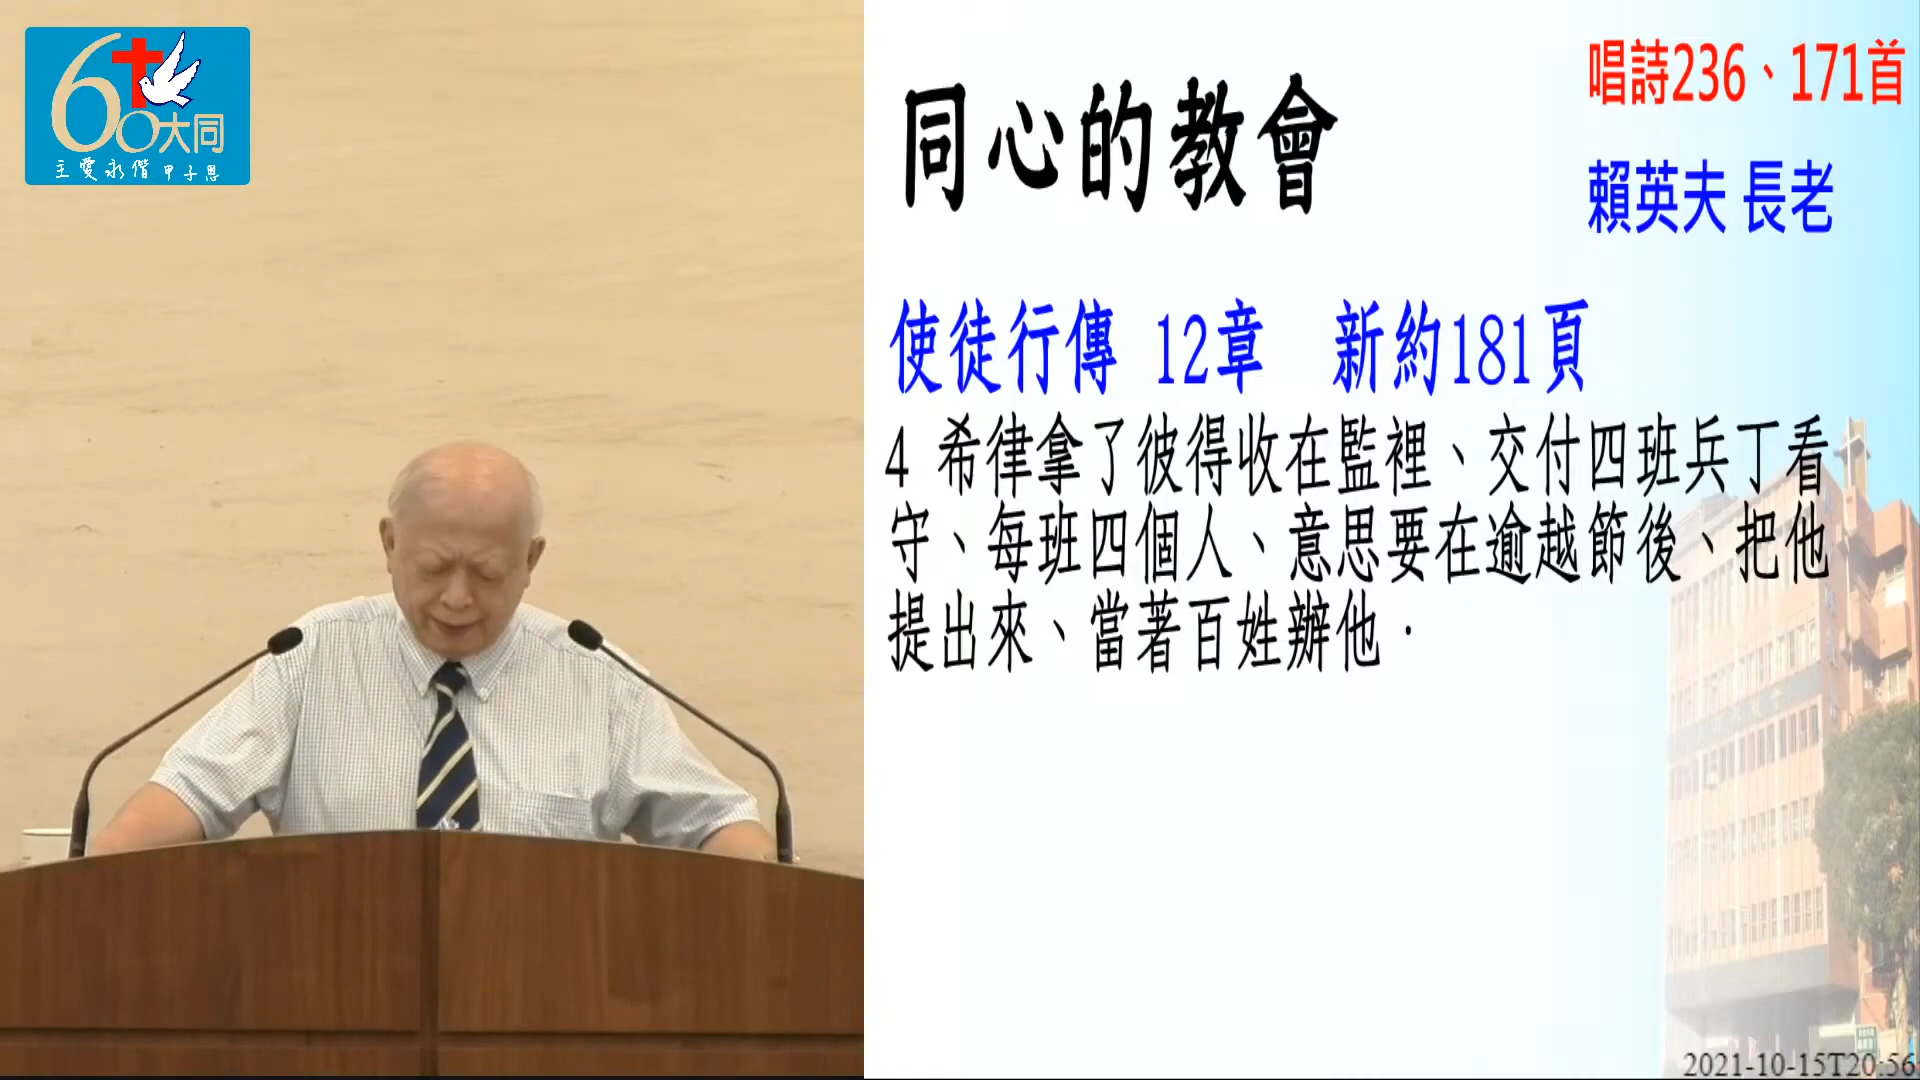 60大同
主愛永偕 甲子恩
同心的教會
唱詩236、171首
賴英夫 長老
使徒行傳 12章 新約181頁
4 希律拿了彼得收在監裡、交付四班兵丁看
守、每班四個人、意思要在逾越節後、把他
提出來、當著百姓辦他．
2021-10-15T20:56